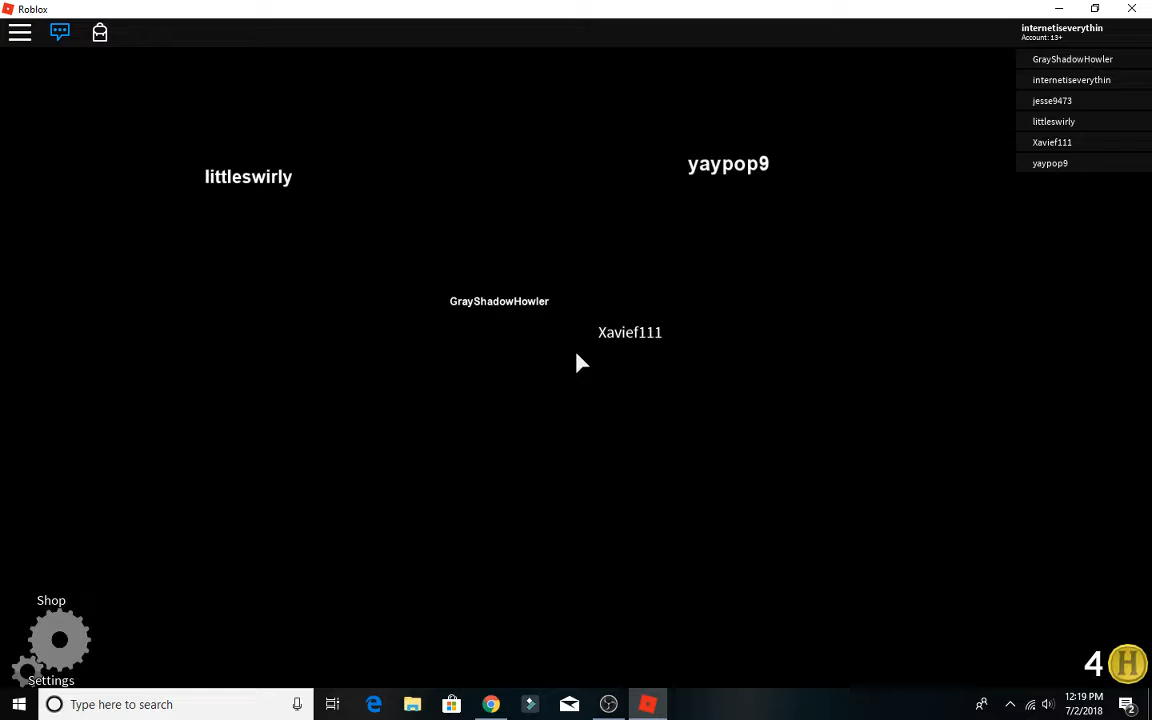 Roblox
internetiseverythin
Account: 13+
GrayShadowHowler
internetiseverythin
jesse9473
littleswirly
Xavief111
yaypop9
littleswirly
yaypop9
GrayShadowHowler
Xavief111
Shop
Settings
4 H
Type here to search
12:19 PM
7/2/2018
2